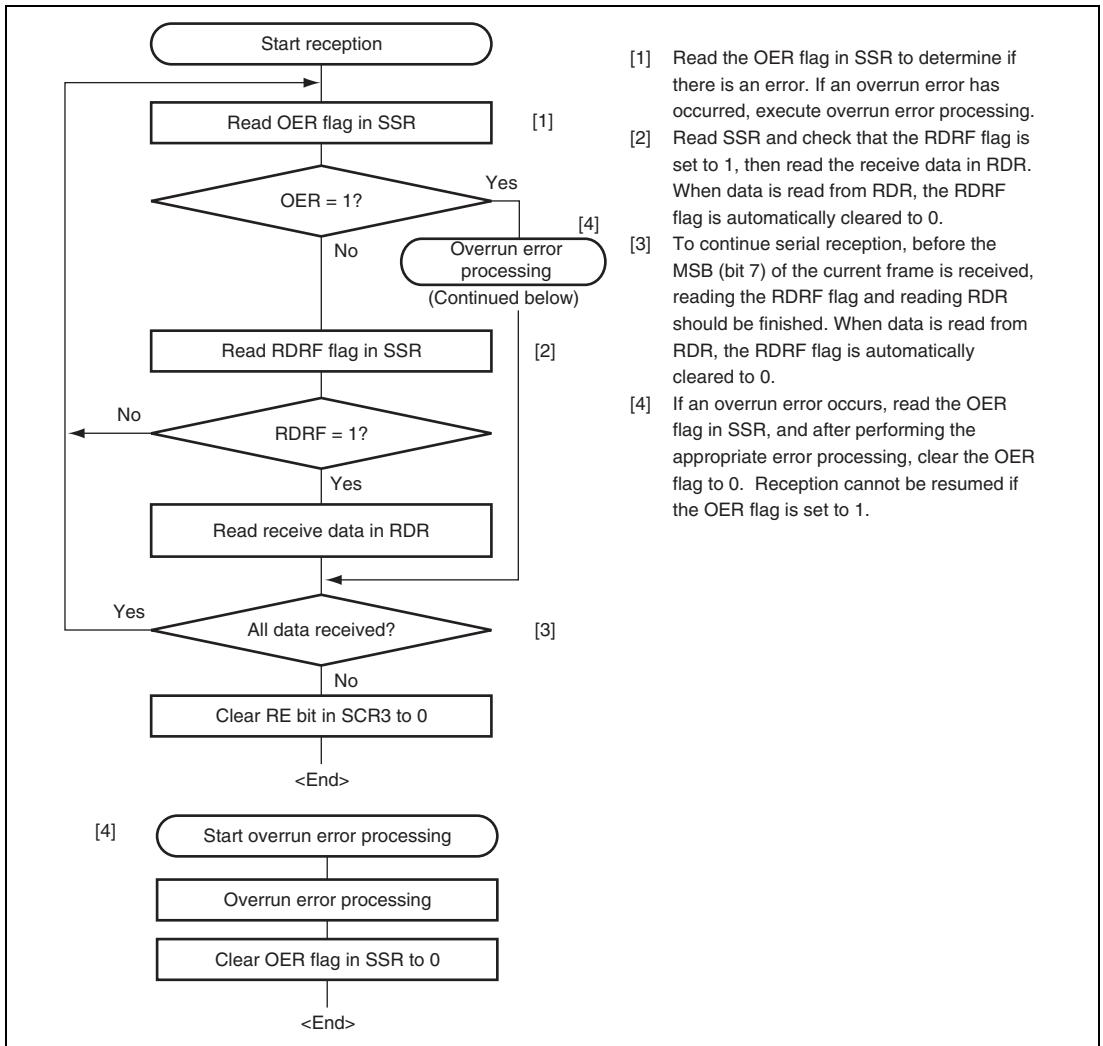 Start reception
Read OER flag in SSR
[1]
OER = 1?
Yes
No
[4]
Overrun error
processing
(Continued below)
Read RDRF flag in SSR
[2]
No
RDRF = 1?
Yes
Read receive data in RDR
Yes
All data received?
[3]
No
Clear RE bit in SCR3 to 0
<End>
[4]
Start overrun error processing
Overrun error processing
Clear OER flag in SSR to 0
<End>
[1] Read the OER flag in SSR to determine if
there is an error. If an overrun error has
occurred, execute overrun error processing.
[2] Read SSR and check that the RDRF flag is
set to 1, then read the receive data in RDR.
When data is read from RDR, the RDRF
flag is automatically cleared to 0.
[3] To continue serial reception, before the
MSB (bit 7) of the current frame is received,
reading the RDRF flag and reading RDR
should be finished. When data is read from
RDR, the RDRF flag is automatically
cleared to 0.
[4] If an overrun error occurs, read the OER
flag in SSR, and after performing the
appropriate error processing, clear the OER
flag to 0. Reception cannot be resumed if
the OER flag is set to 1.